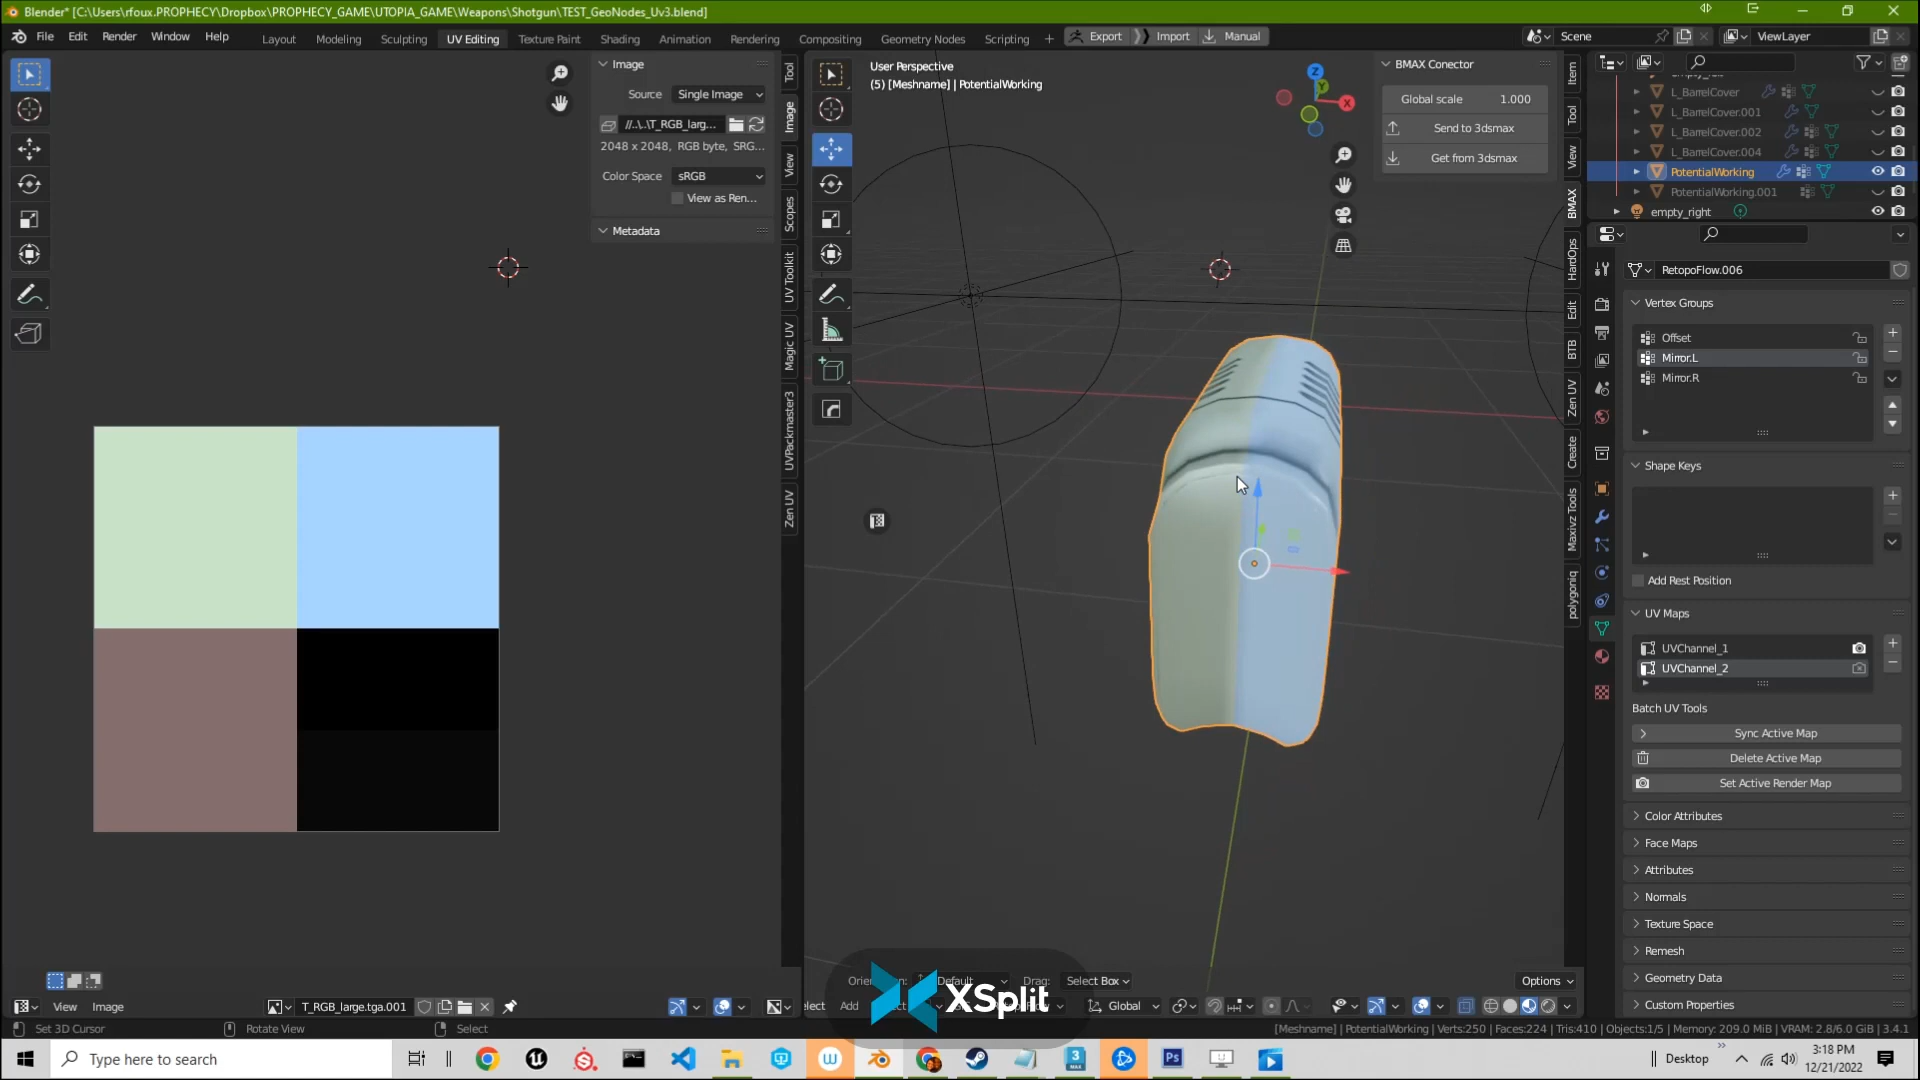 Blender* [C:\Users\rfoux.PROPHECY\Dropbox\PROPHECY_GAME\UTOPIA_GAME\Weapons\Shotgun\TEST_GeoNodes_Uv3.blend]
File Edit Render Window Help
Layout Modeling Sculpting UV Editing Texture Paint Shading Animation Rendering Compositing Geometry Nodes Scripting +
Export Import Manual
Scene
ViewLayer
Image
Source Single Image
//..\..\T_RGB_larg...
2048 x 2048, RGB byte, SRG...
Color Space sRGB
View as Ren...
Metadata
Tool
Image
View
Scopes
UV Toolkit
Magic UV
UVPackmaster3
Zen UV
User Perspective
(5) [Meshname] | PotentialWorking
Z
Y
X
BMAX Conector
Global scale 1.000
Send to 3dsmax
Get from 3dsmax
Item
Tool
View
BMAX
HardOps
Edit
BTB
Zen UV
Create
Maxivz Tools
polygoniq
L_BarrelCover
L_BarrelCover.001
L_BarrelCover.002
L_BarrelCover.004
PotentialWorking
PotentialWorking.001
empty_right
RetopoFlow.006
Vertex Groups
Offset
Mirror.L
Mirror.R
Shape Keys
Add Rest Position
UV Maps
UVChannel_1
UVChannel_2
Batch UV Tools
Sync Active Map
Delete Active Map
Set Active Render Map
Color Attributes
Face Maps
Attributes
Normals
Texture Space
Remesh
Geometry Data
Custom Properties
Default Drag: Select Box
Options
View Image
T_RGB_large.tga.001
Add
Global
XSplit
Set 3D Cursor
Rotate View
Select
[Meshname] | PotentialWorking | Verts:250 | Faces:224 | Tris:410 | Objects:1/5 | Memory: 209.0 MiB | VRAM: 2.8/6.0 GiB | 3.4.1
Type here to search
Desktop
3:18 PM
12/21/2022